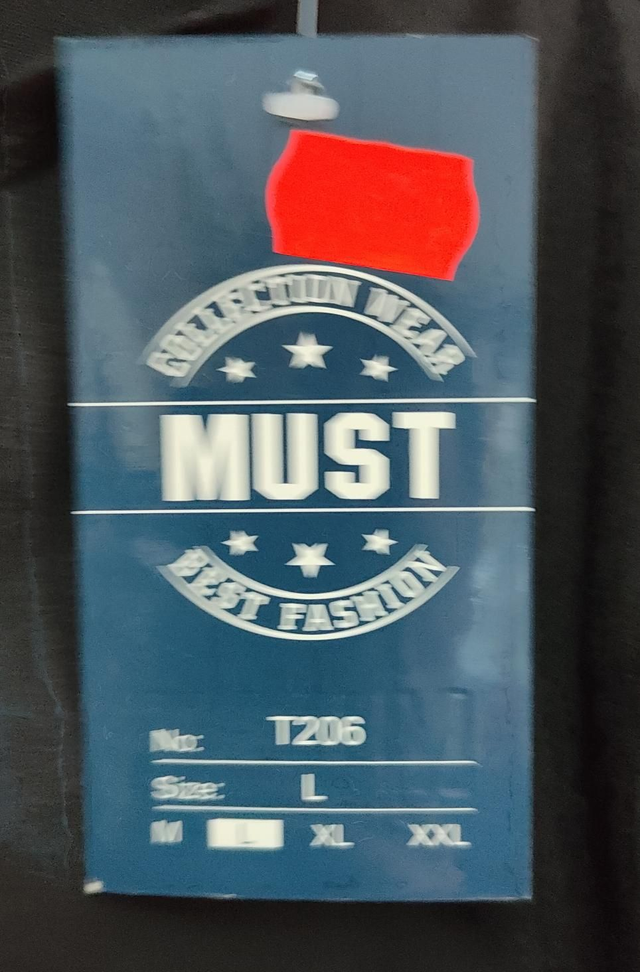 COLLECTION WEAR
MUST
BEST FASHION
No: T206
Size: L
M L XL XXL